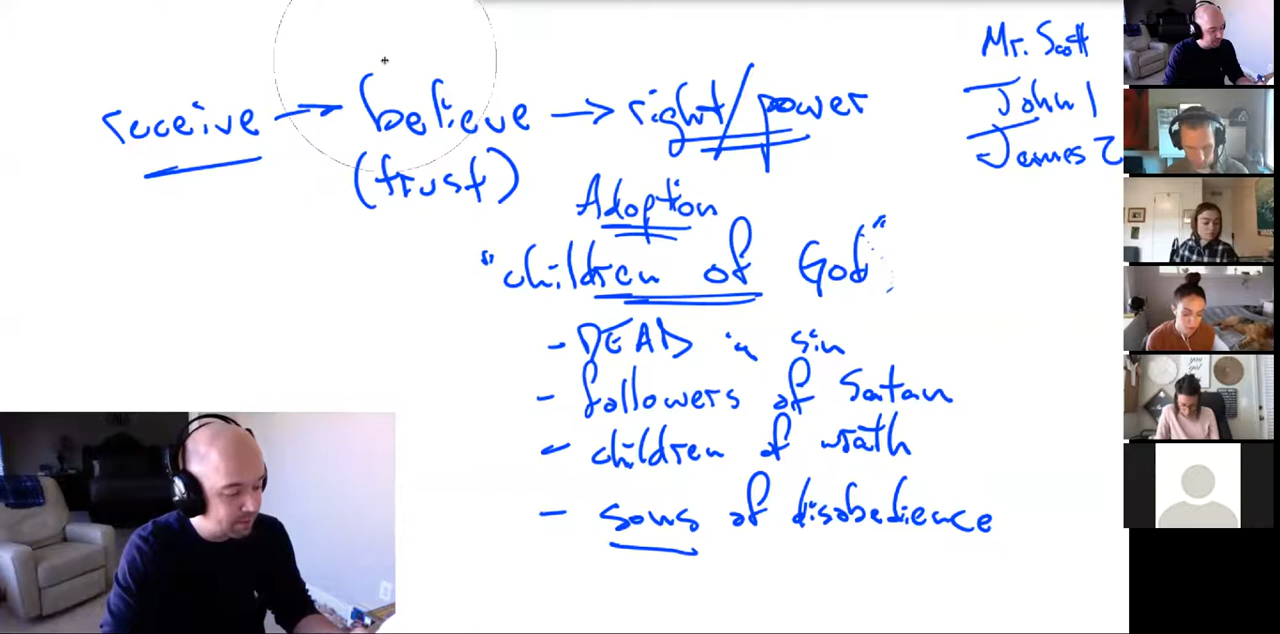 receive → believe → right/power
(trust)
Adoption
"children of God"
- DEAD in sin
- followers of Satan
- children of wrath
- sons of disobedience
Mr. Scott
John 1
James 2